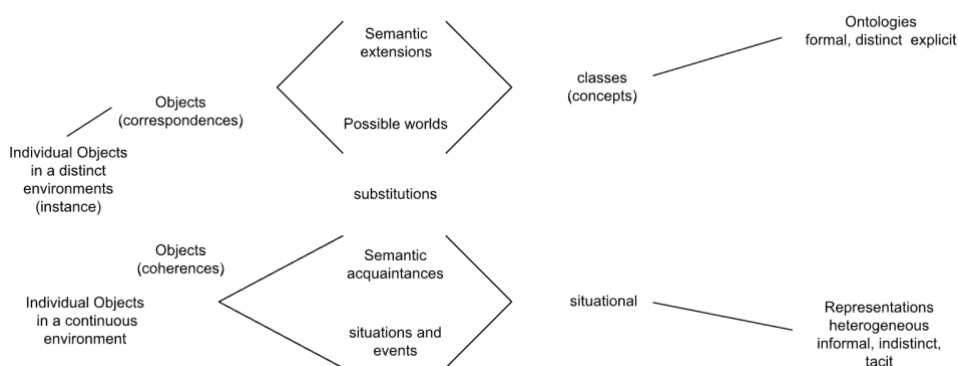 Semantic
extensions
Ontologies
formal, distinct explicit
classes
(concepts)
Objects
(correspondences)
Possible worlds
Individual Objects
in a distinct
environments
(instance)
substitutions
Objects
(coherences)
Semantic
acquaintances
Individual Objects
in a continuous
environment
situational
situations and
events
Representations
heterogeneous
informal, indistinct,
tacit